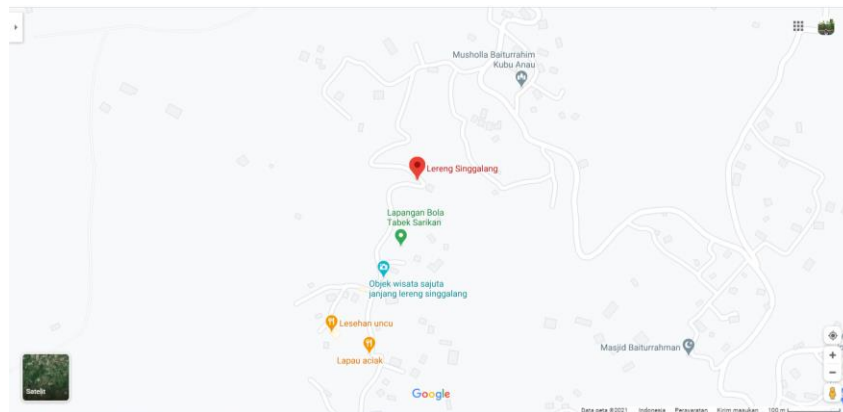 Musholla Baiturrahim
Kubu Anau
Lereng Singgalang
Lapangan Bola
Tabek Sarikan
Objek wisata sajuta
janjang lereng singgalang
Lesehan uncu
Lapau aciak
Masjid Baiturrahman
Satelit
Google
Data peta ©2021 Indonesia Persyaratan Kirim masukan 100 m